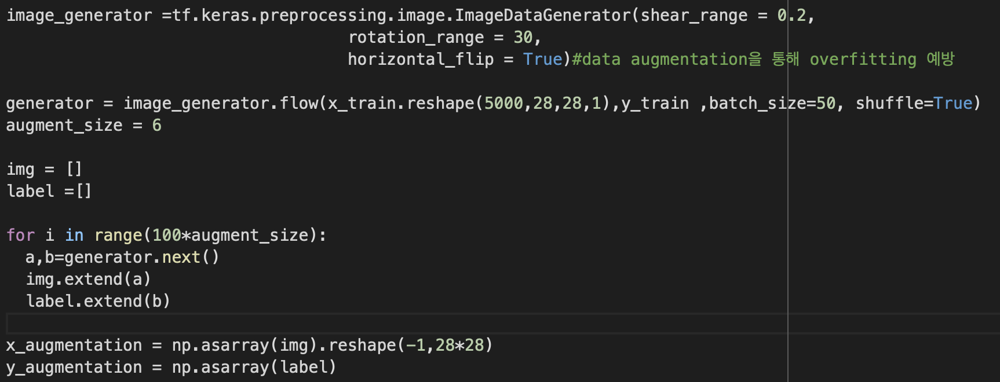 image_generator =tf.keras.preprocessing.image.ImageDataGenerator(shear_range = 0.2,
rotation_range = 30,
horizontal_flip = True)#data augmentation을 통해 overfitting 예방
generator = image_generator.flow(x_train.reshape(5000,28,28,1),y_train ,batch_size=50, shuffle=True)
augment_size = 6
img = []
label =[]
for i in range(100*augment_size):
a,b=generator.next()
img.extend(a)
label.extend(b)
x_augmentation = np.asarray(img).reshape(-1,28*28)
y_augmentation = np.asarray(label)